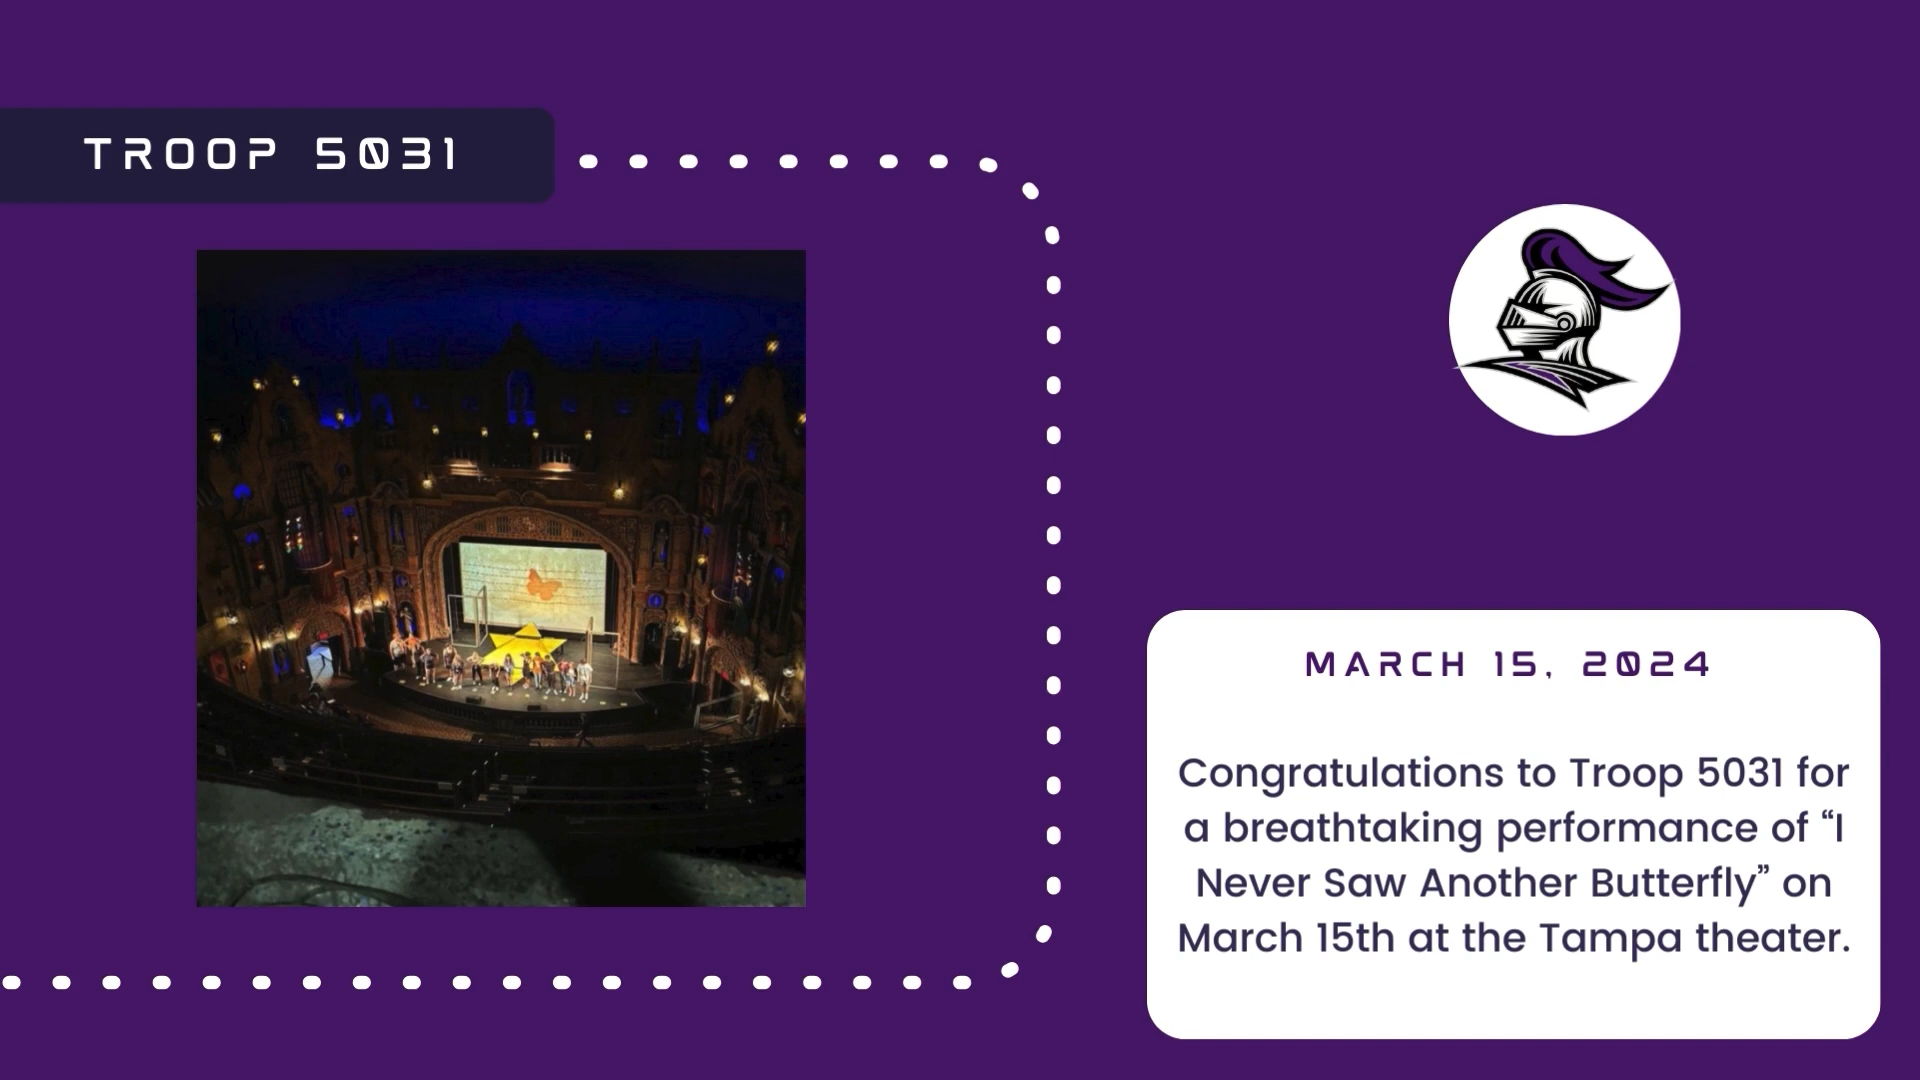 TROOP 5031
MARCH 15, 2024
Congratulations to Troop 5031 for
a breathtaking performance of “I
Never Saw Another Butterfly” on
March 15th at the Tampa theater.